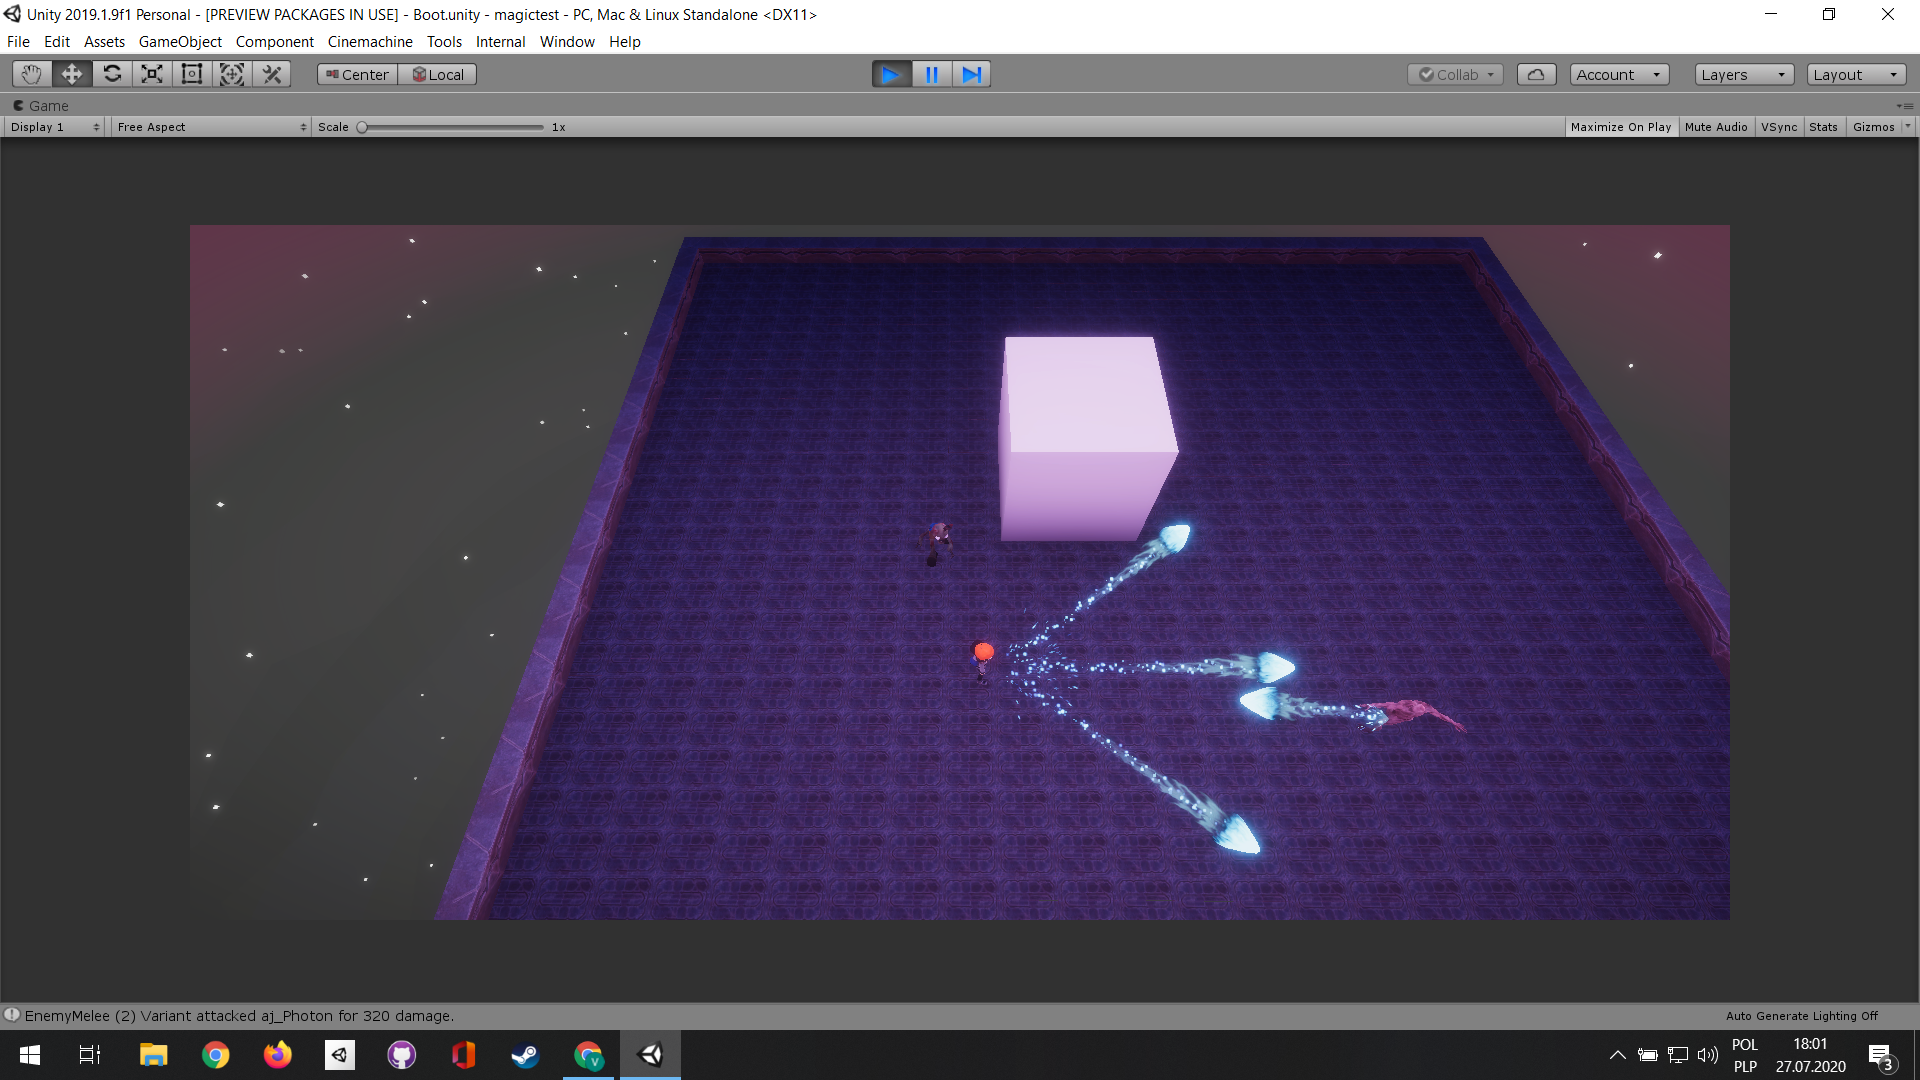 Unity 2019.1.9f1 Personal - [PREVIEW PACKAGES IN USE] - Boot.unity - magictest - PC, Mac & Linux Standalone <DX11>
File Edit Assets GameObject Component Cinemachine Tools Internal Window Help
Center Local Collab Account Layers Layout
Game
Display 1 Free Aspect Scale 1x Maximize On Play Mute Audio VSync Stats Gizmos
EnemyMelee (2) Variant attacked aj_Photon for 320 damage. Auto Generate Lighting Off
POL 18:01
PLP 27.07.2020 3
V